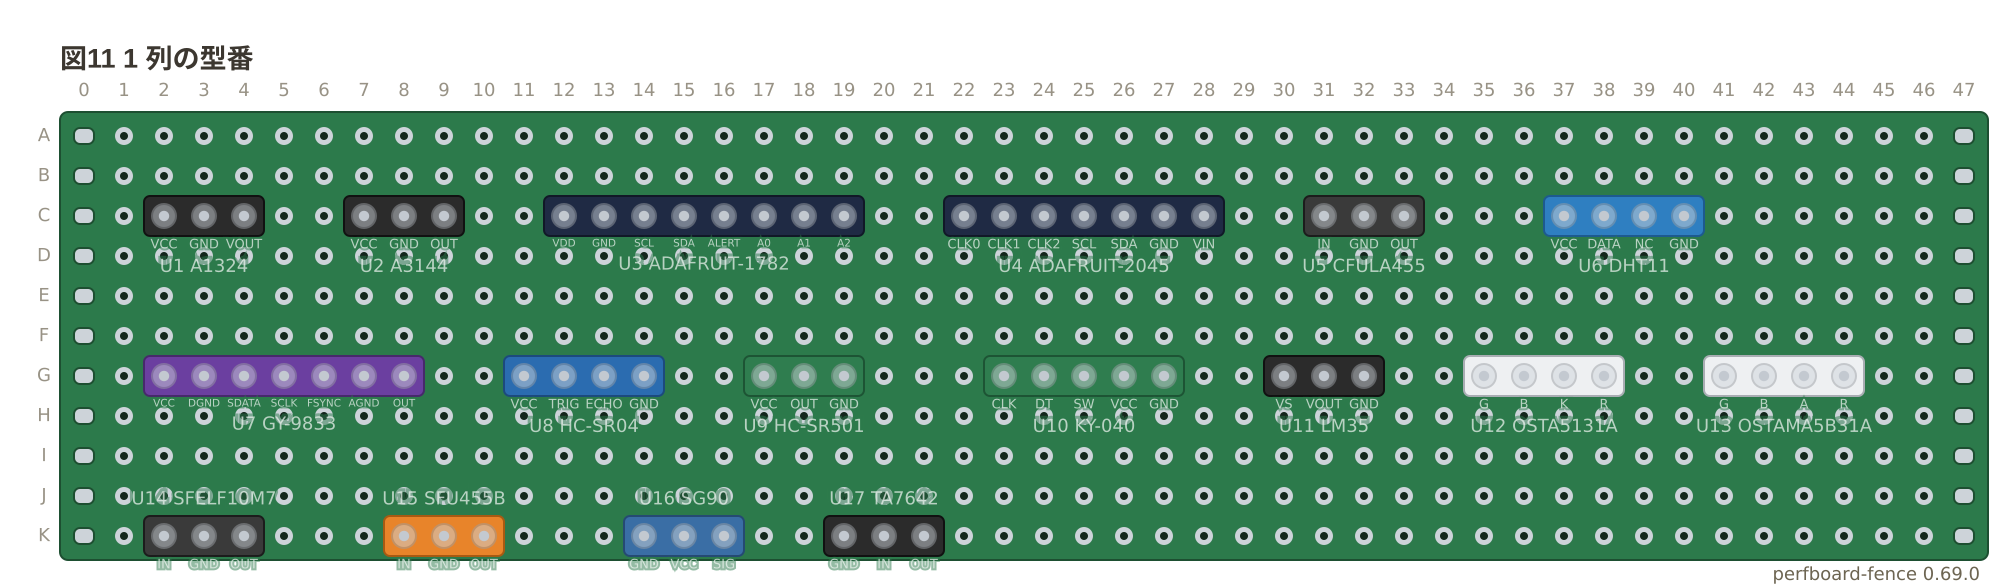 図11 1 列の型番
0 1 2 3 4 5 6 7 8 9 10 11 12 13 14 15 16 17 18 19 20 21 22 23 24 25 26 27 28 29 30 31 32 33 34 35 36 37 38 39 40 41 42 43 44 45 46 47
A
B
C
VCC GND VOUT VCC GND OUT VDD GND SCL SDA ALERT A0 A1 A2 CLK0 CLK1 CLK2 SCL SDA GND VIN IN GND OUT VCC DATA NC GND
D
U1 A1324 U2 A3144 U3 ADAFRUIT-1782 U4 ADAFRUIT-2045 U5 CFULA455 U6 DHT11
E
F
G
VCC DGND SDATA SCLK FSYNC AGND OUT VCC TRIG ECHO GND VCC OUT GND CLK DT SW VCC GND VS VOUT GND G B K R G B A R
H
U7 GY-9833 U8 HC-SR04 U9 HC-SR501 U10 KY-040 U11 LM35 U12 OSTA5131A U13 OSTAMA5B31A
I
J
U14 SFELF10M7 U15 SFU455B U16 SG90 U17 TA7642
K
IN GND OUT IN GND OUT GND VCC SIG GND IN OUT
perfboard-fence 0.69.0